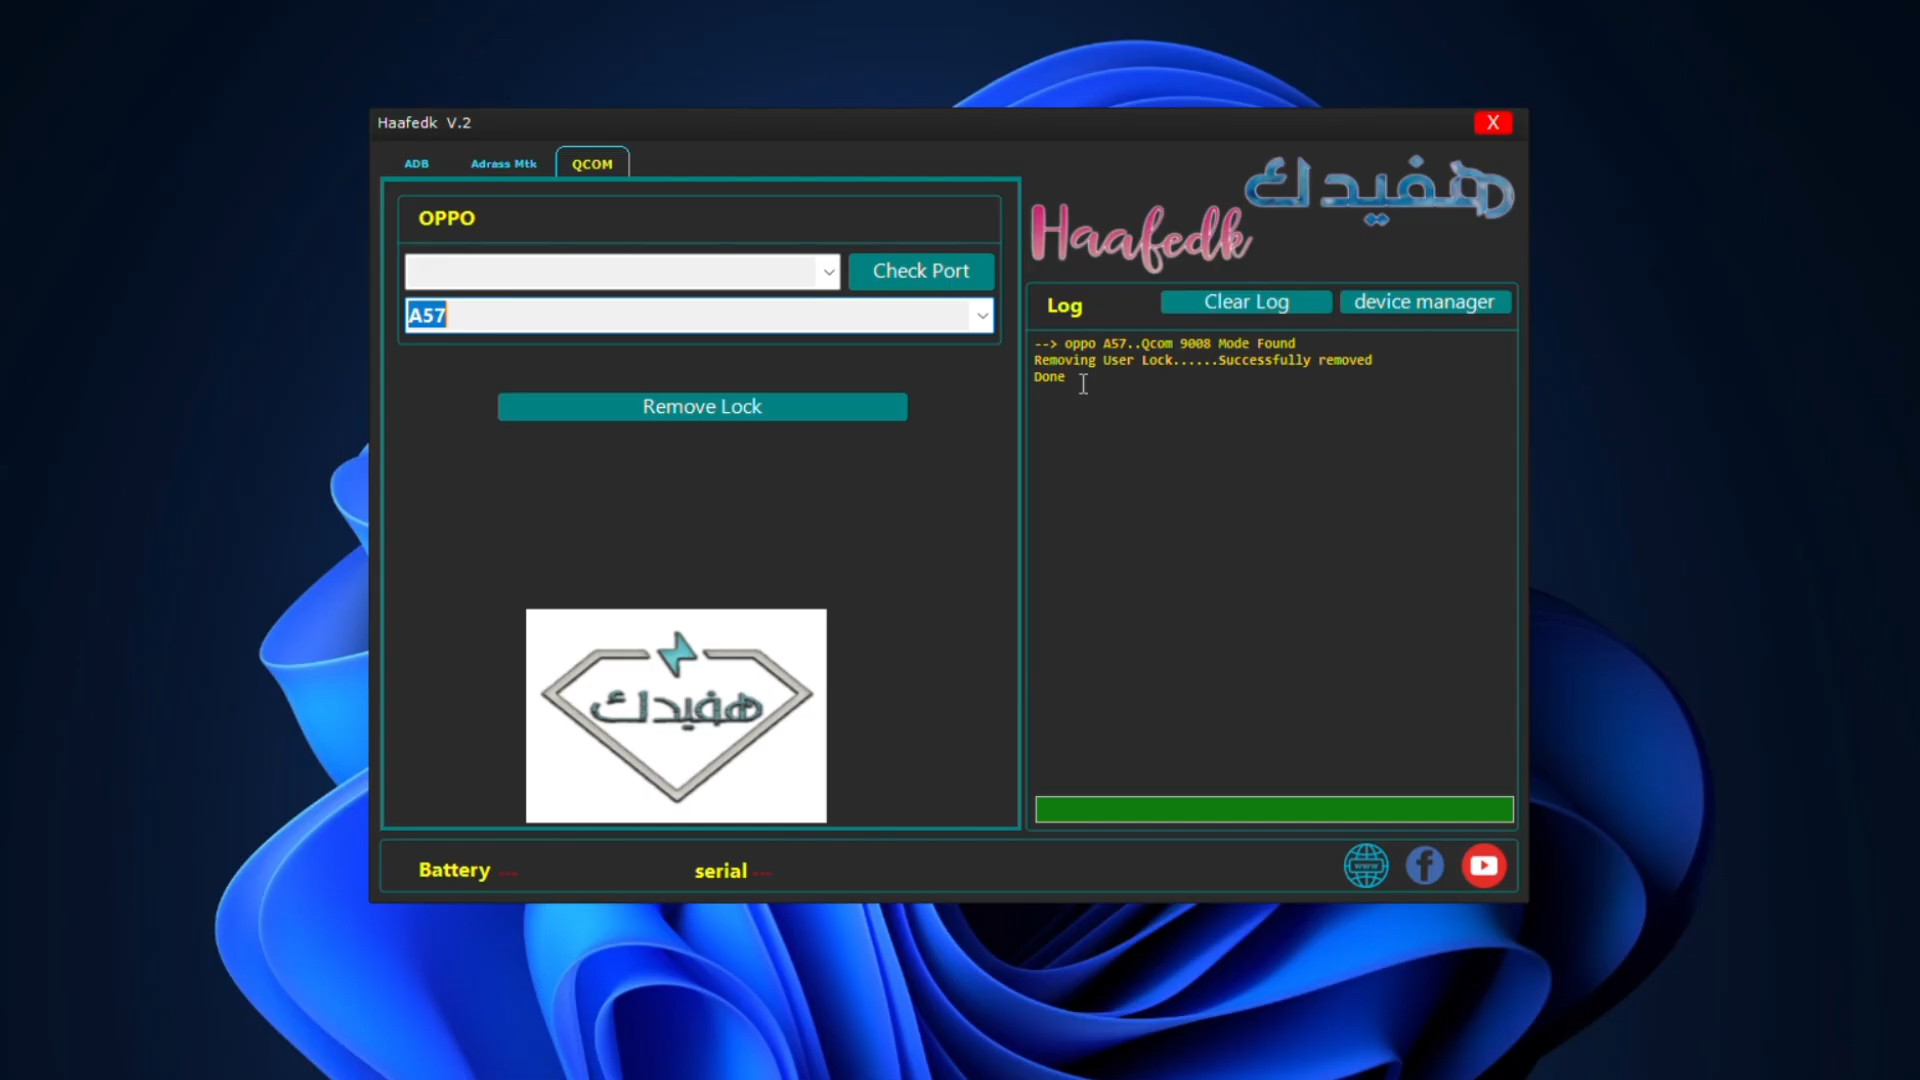 Haafedk V.2
X
ADB
Adrass Mtk
QCOM
هفيدك
Haafedk
OPPO
Check Port
A57
Remove Lock
هفيدك
Log
Clear Log
device manager
--> oppo A57..Qcom 9008 Mode Found
Removing User Lock......Successfully removed
Done
Battery ---
serial ---
www
f